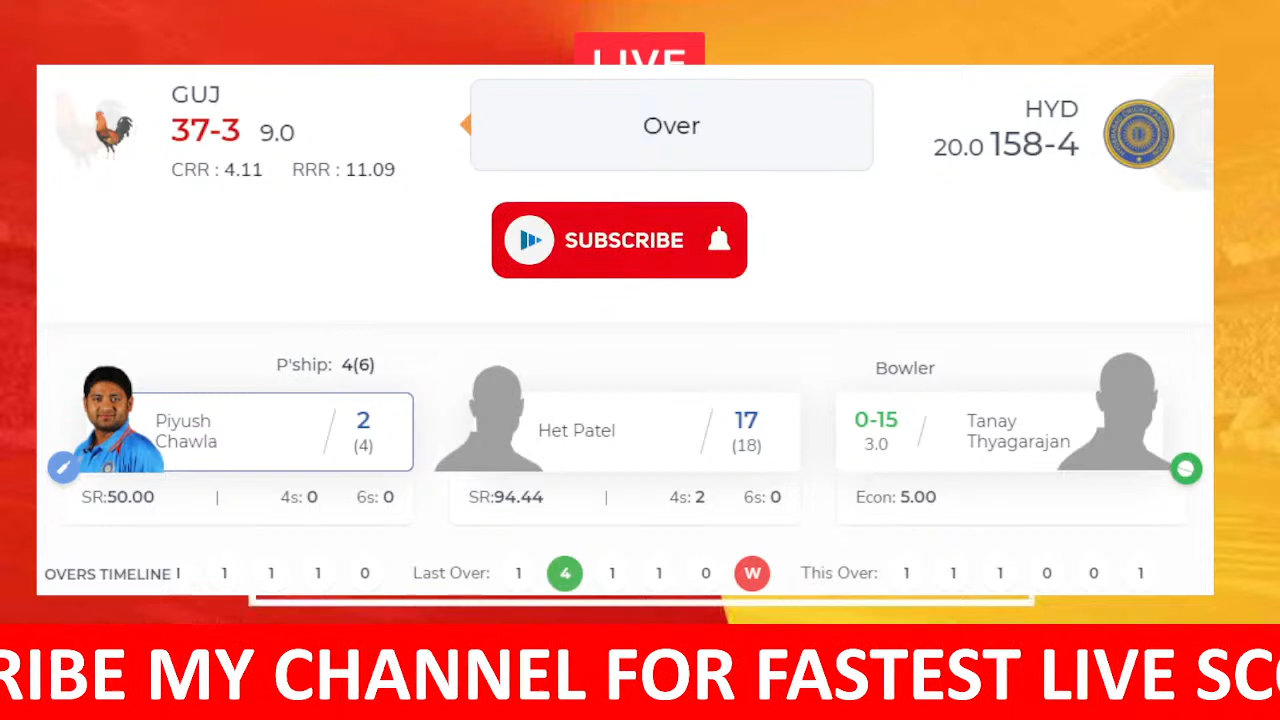 LIVE
GUJ
37-3 9.0
CRR : 4.11 RRR : 11.09
Over
HYD
20.0 158-4
SUBSCRIBE
P'ship: 4(6)
Piyush
Chawla
2
(4)
SR:50.00 | 4s: 0 6s: 0
Het Patel
17
(18)
SR:94.44 | 4s: 2 6s: 0
Bowler
0-15
3.0
Tanay
Thyagarajan
Econ: 5.00
OVERS TIMELINE 1 1 1 1 0 Last Over: 1 4 1 1 0 W This Over: 1 1 1 0 0 1
RIBE MY CHANNEL FOR FASTEST LIVE SC